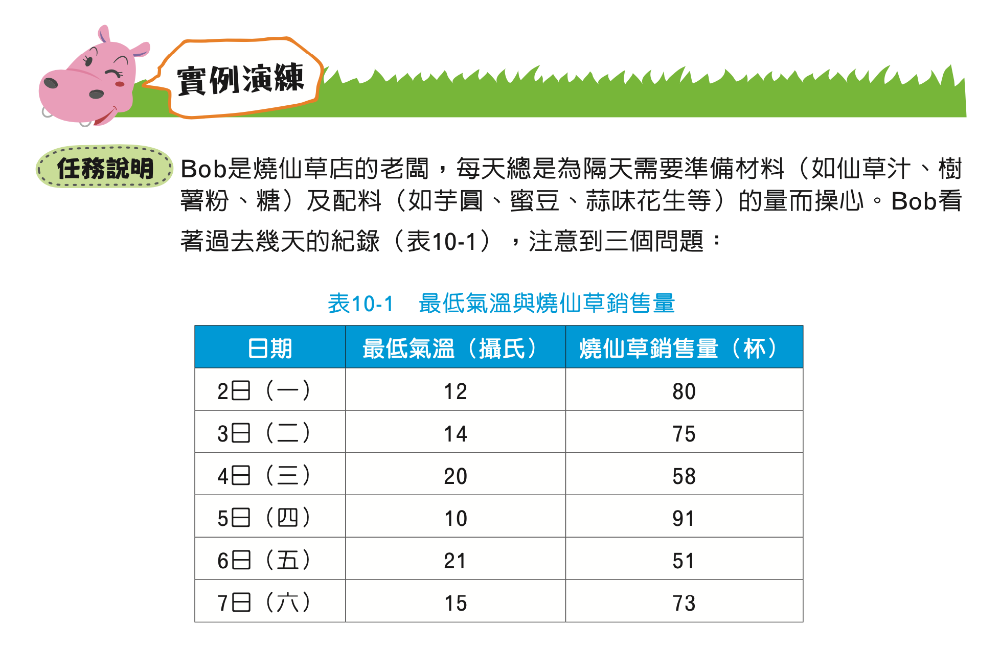 實例演練
任務說明
Bob是燒仙草店的老闆，每天總是為隔天需要準備材料（如仙草汁、樹
薯粉、糖）及配料（如芋圓、蜜豆、蒜味花生等）的量而操心。Bob看
著過去幾天的紀錄（表10-1），注意到三個問題：
表10-1　最低氣溫與燒仙草銷售量
日期　最低氣溫（攝氏）　燒仙草銷售量（杯）
2日（一）　12　80
3日（二）　14　75
4日（三）　20　58
5日（四）　10　91
6日（五）　21　51
7日（六）　15　73